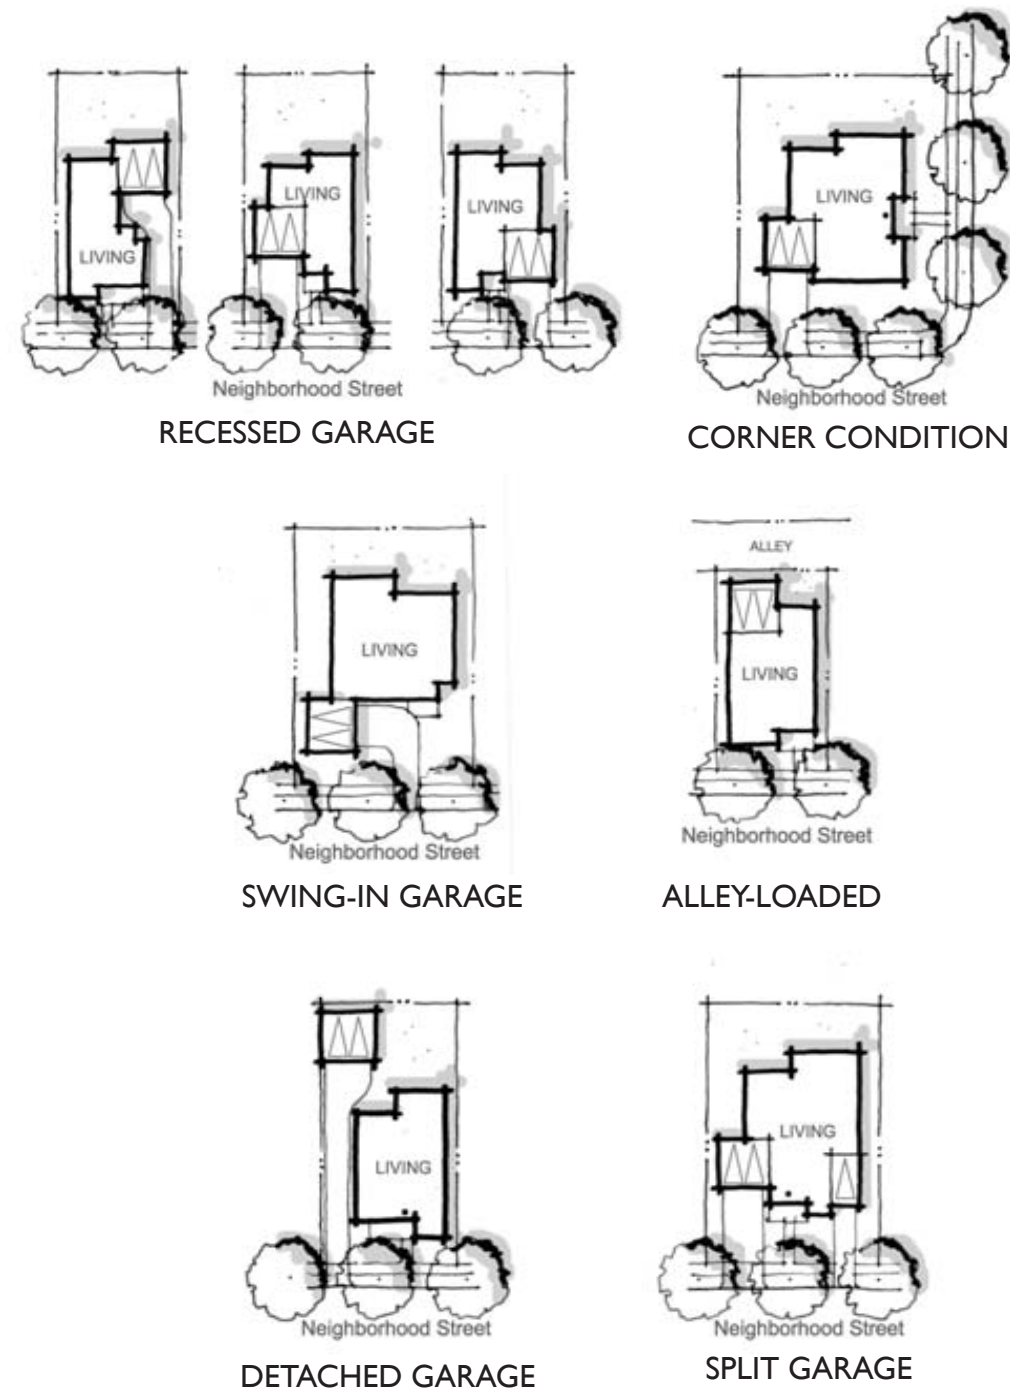 LIVING
LIVING
LIVING
LIVING
Neighborhood Street
Neighborhood Street
RECESSED GARAGE
CORNER CONDITION
ALLEY
LIVING
LIVING
Neighborhood Street
Neighborhood Street
SWING-IN GARAGE
ALLEY-LOADED
LIVING
LIVING
Neighborhood Street
Neighborhood Street
DETACHED GARAGE
SPLIT GARAGE